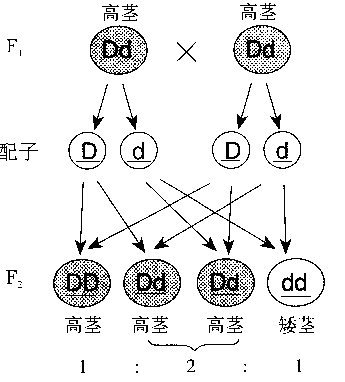 高茎 高茎
F₁ Dd × Dd
配子 D d D d
F₂ DD Dd Dd dd
高茎 高茎 高茎 矮茎
1 : 2 : 1